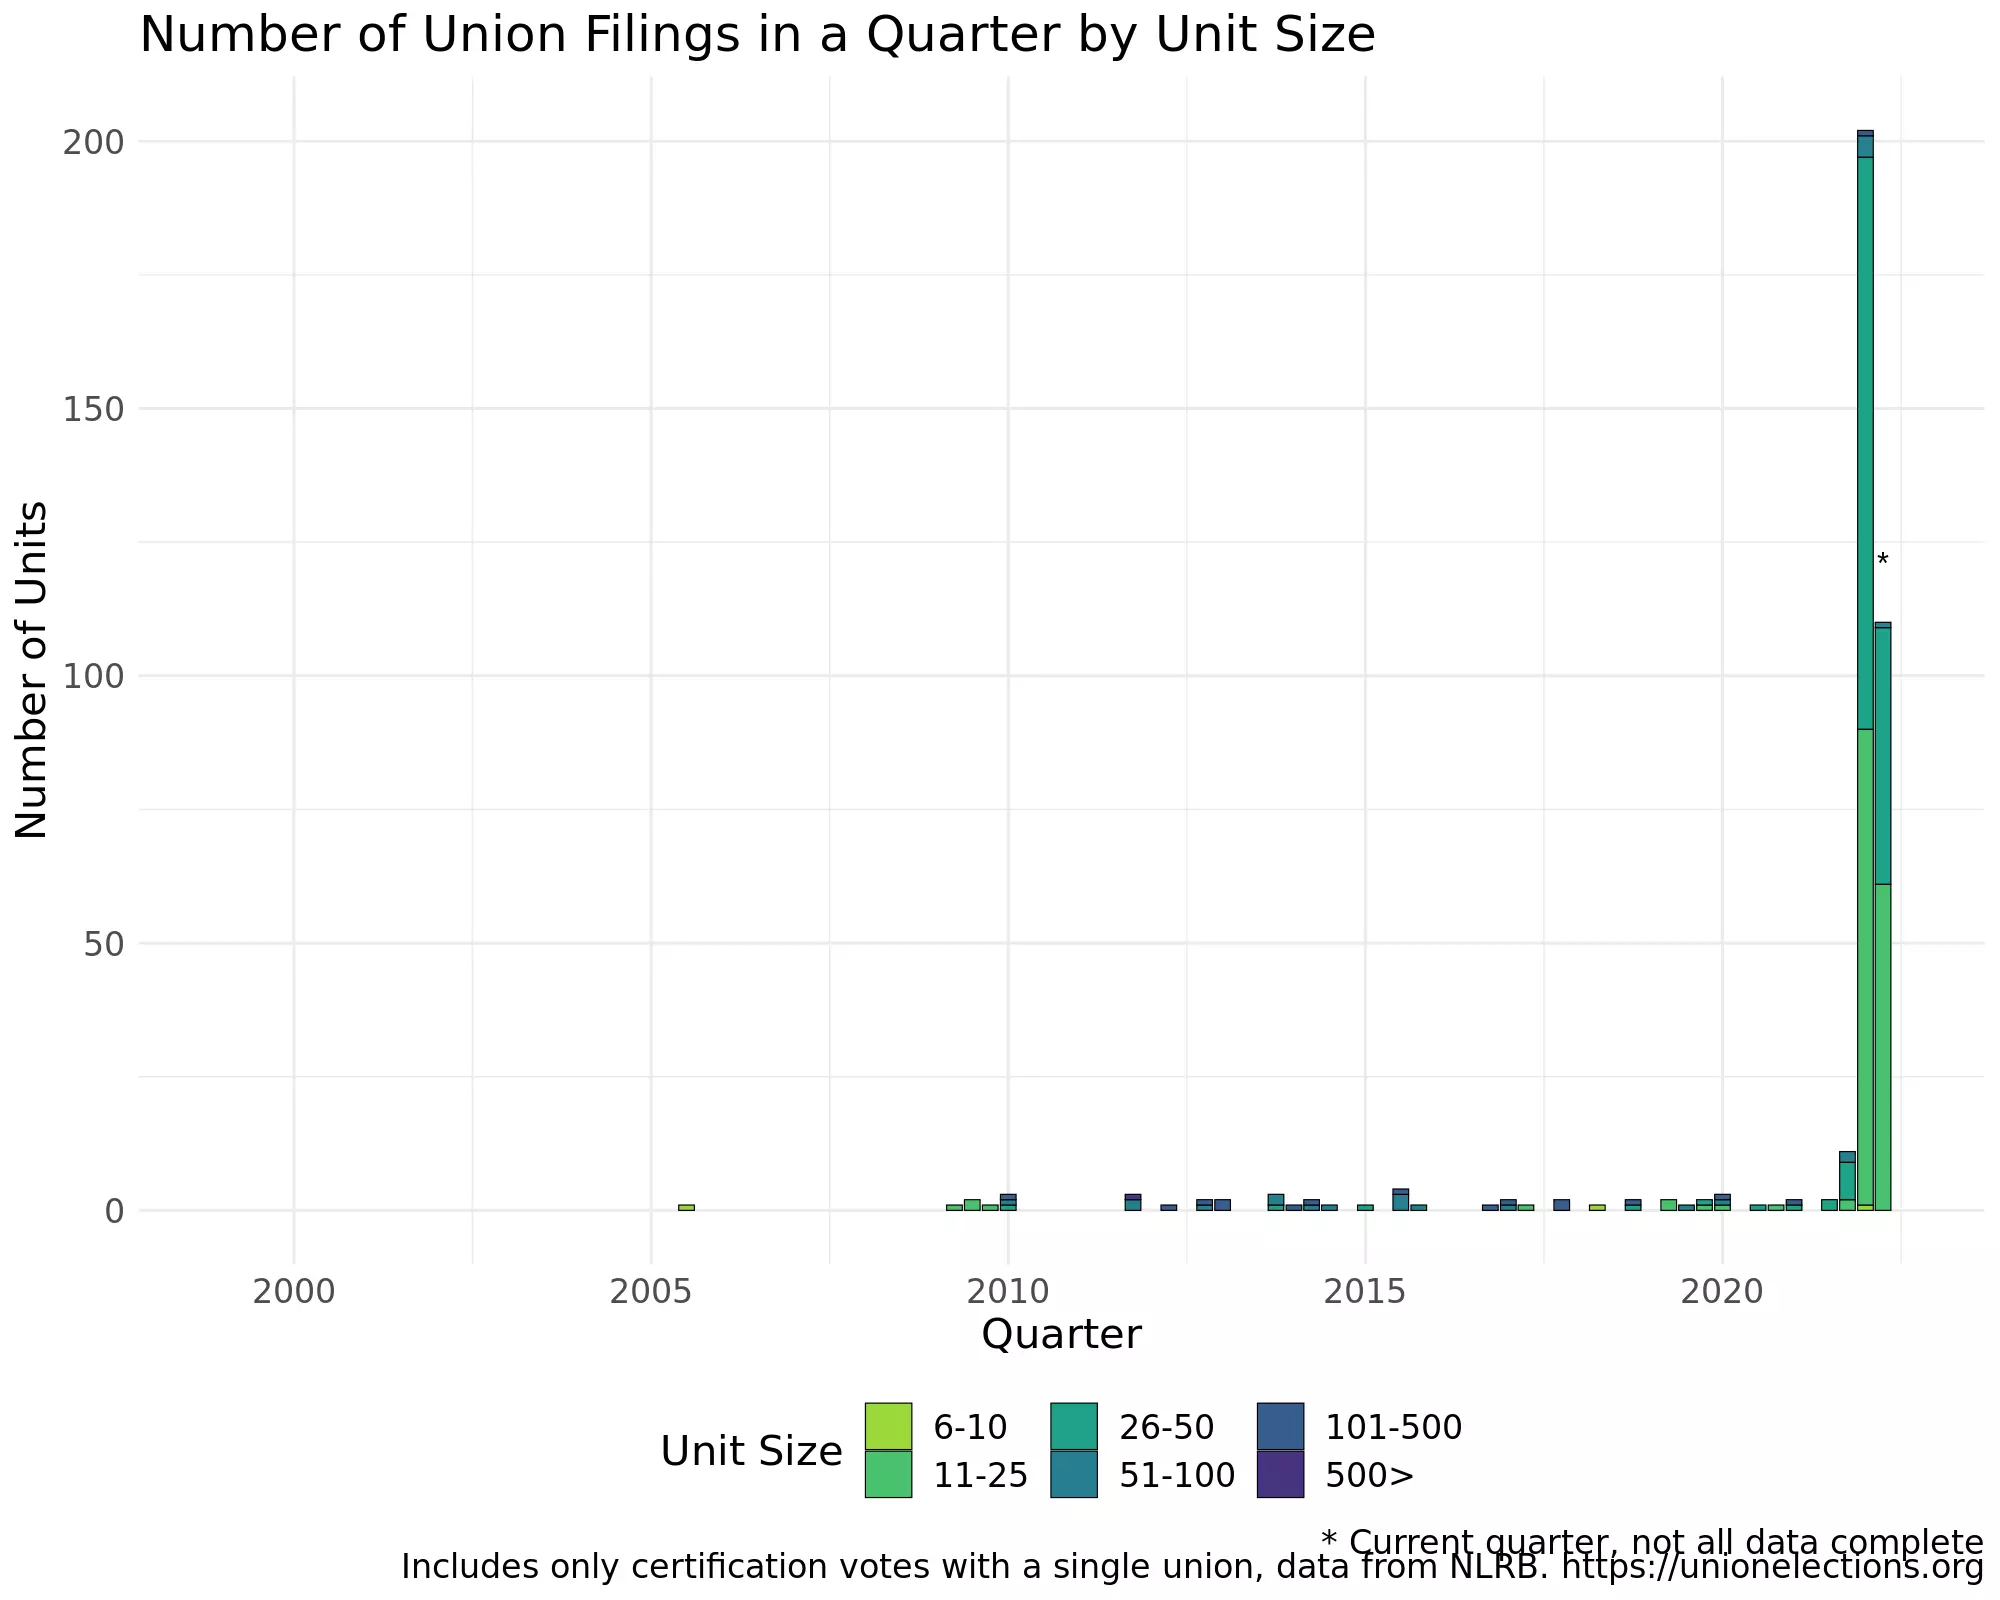 Number of Union Filings in a Quarter by Unit Size
200
150
100
50
0
Number of Units
*
2000 2005 2010 2015 2020
Quarter
Unit Size
6-10 26-50 101-500
11-25 51-100 500>
* Current quarter, not all data complete
Includes only certification votes with a single union, data from NLRB. https://unionelections.org